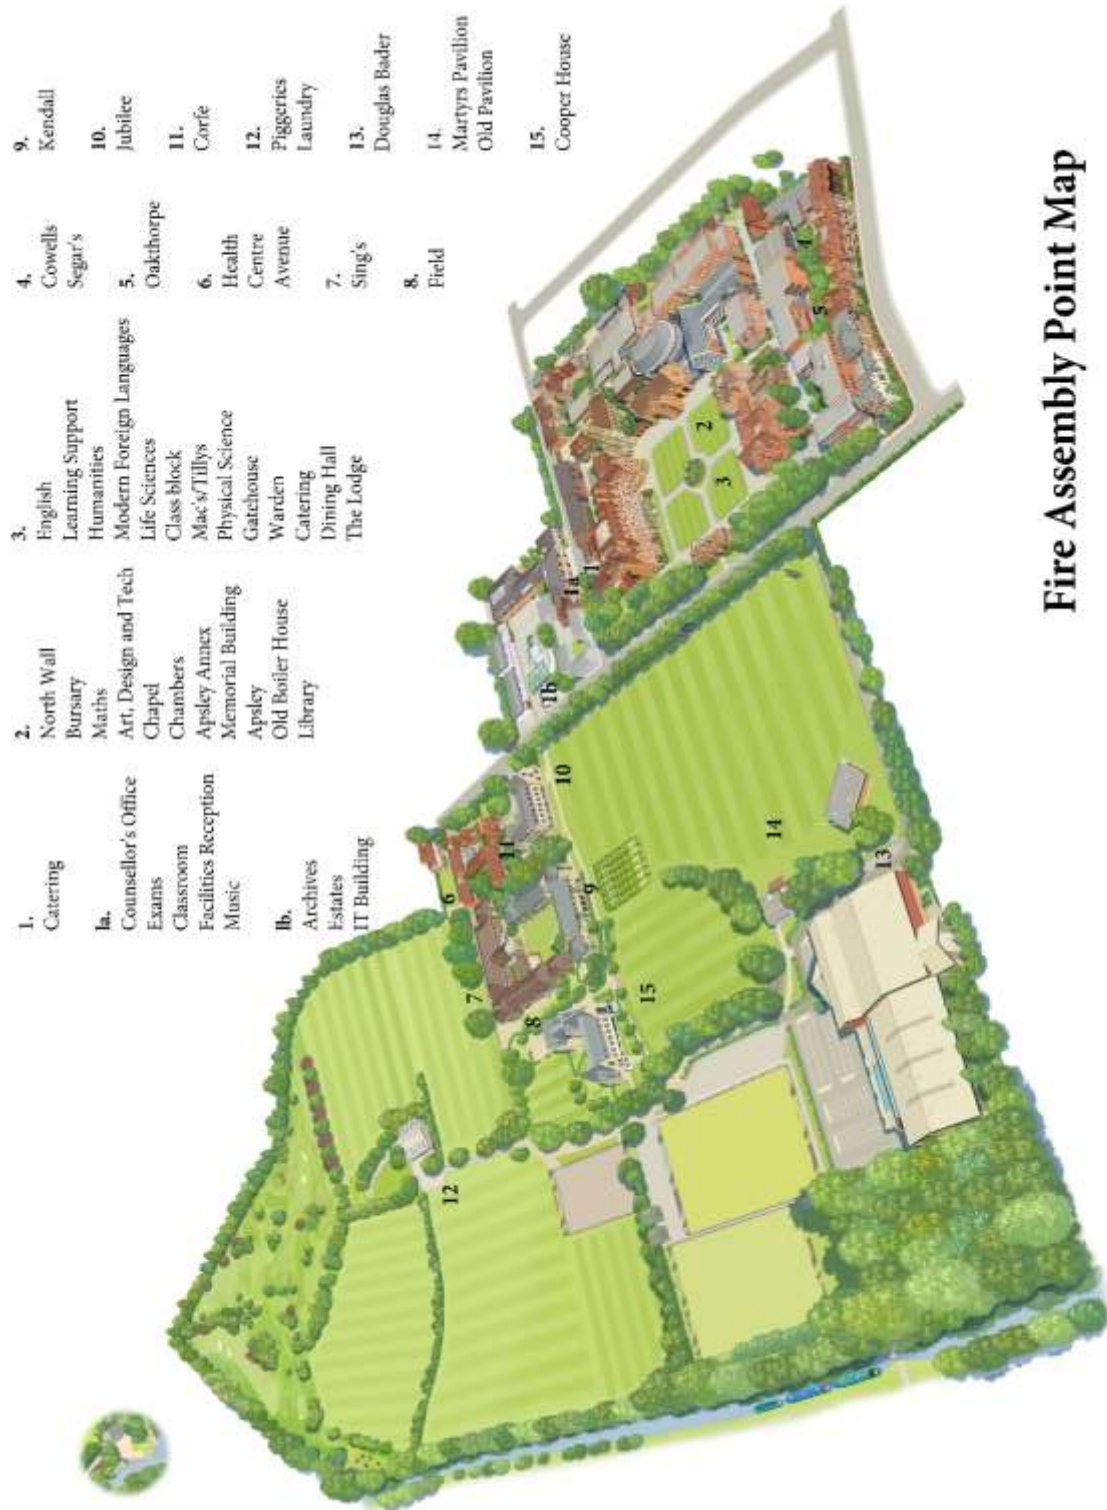 Fire Assembly Point Map
1.
Catering
1a.
Counsellor's Office
Exams
Classroom
Facilities Reception
Music
1b.
Archives
Estates
IT Building
2.
North Wall
Bursary
Maths
Art, Design and Tech
Chapel
Chambers
Apsley Annex
Memorial Building
Apsley
Old Boiler House
Library
3.
English
Learning Support
Humanities
Modern Foreign Languages
Life Sciences
Class block
Mac's/Tillys
Physical Science
Gatehouse
Warden
Catering
Dining Hall
The Lodge
4.
Cowells
Segar's
5.
Oakthorpe
6.
Health
Centre
Avenue
7.
Sing's
8.
Field
9.
Kendall
10.
Jubilee
11.
Corfe
12.
Piggeries
Laundry
13.
Douglas Bader
14.
Martyrs Pavilion
Old Pavilion
15.
Cooper House
6
7
8
11
10
9
15
12
14
13
1b
1a
1
2
3
4
5